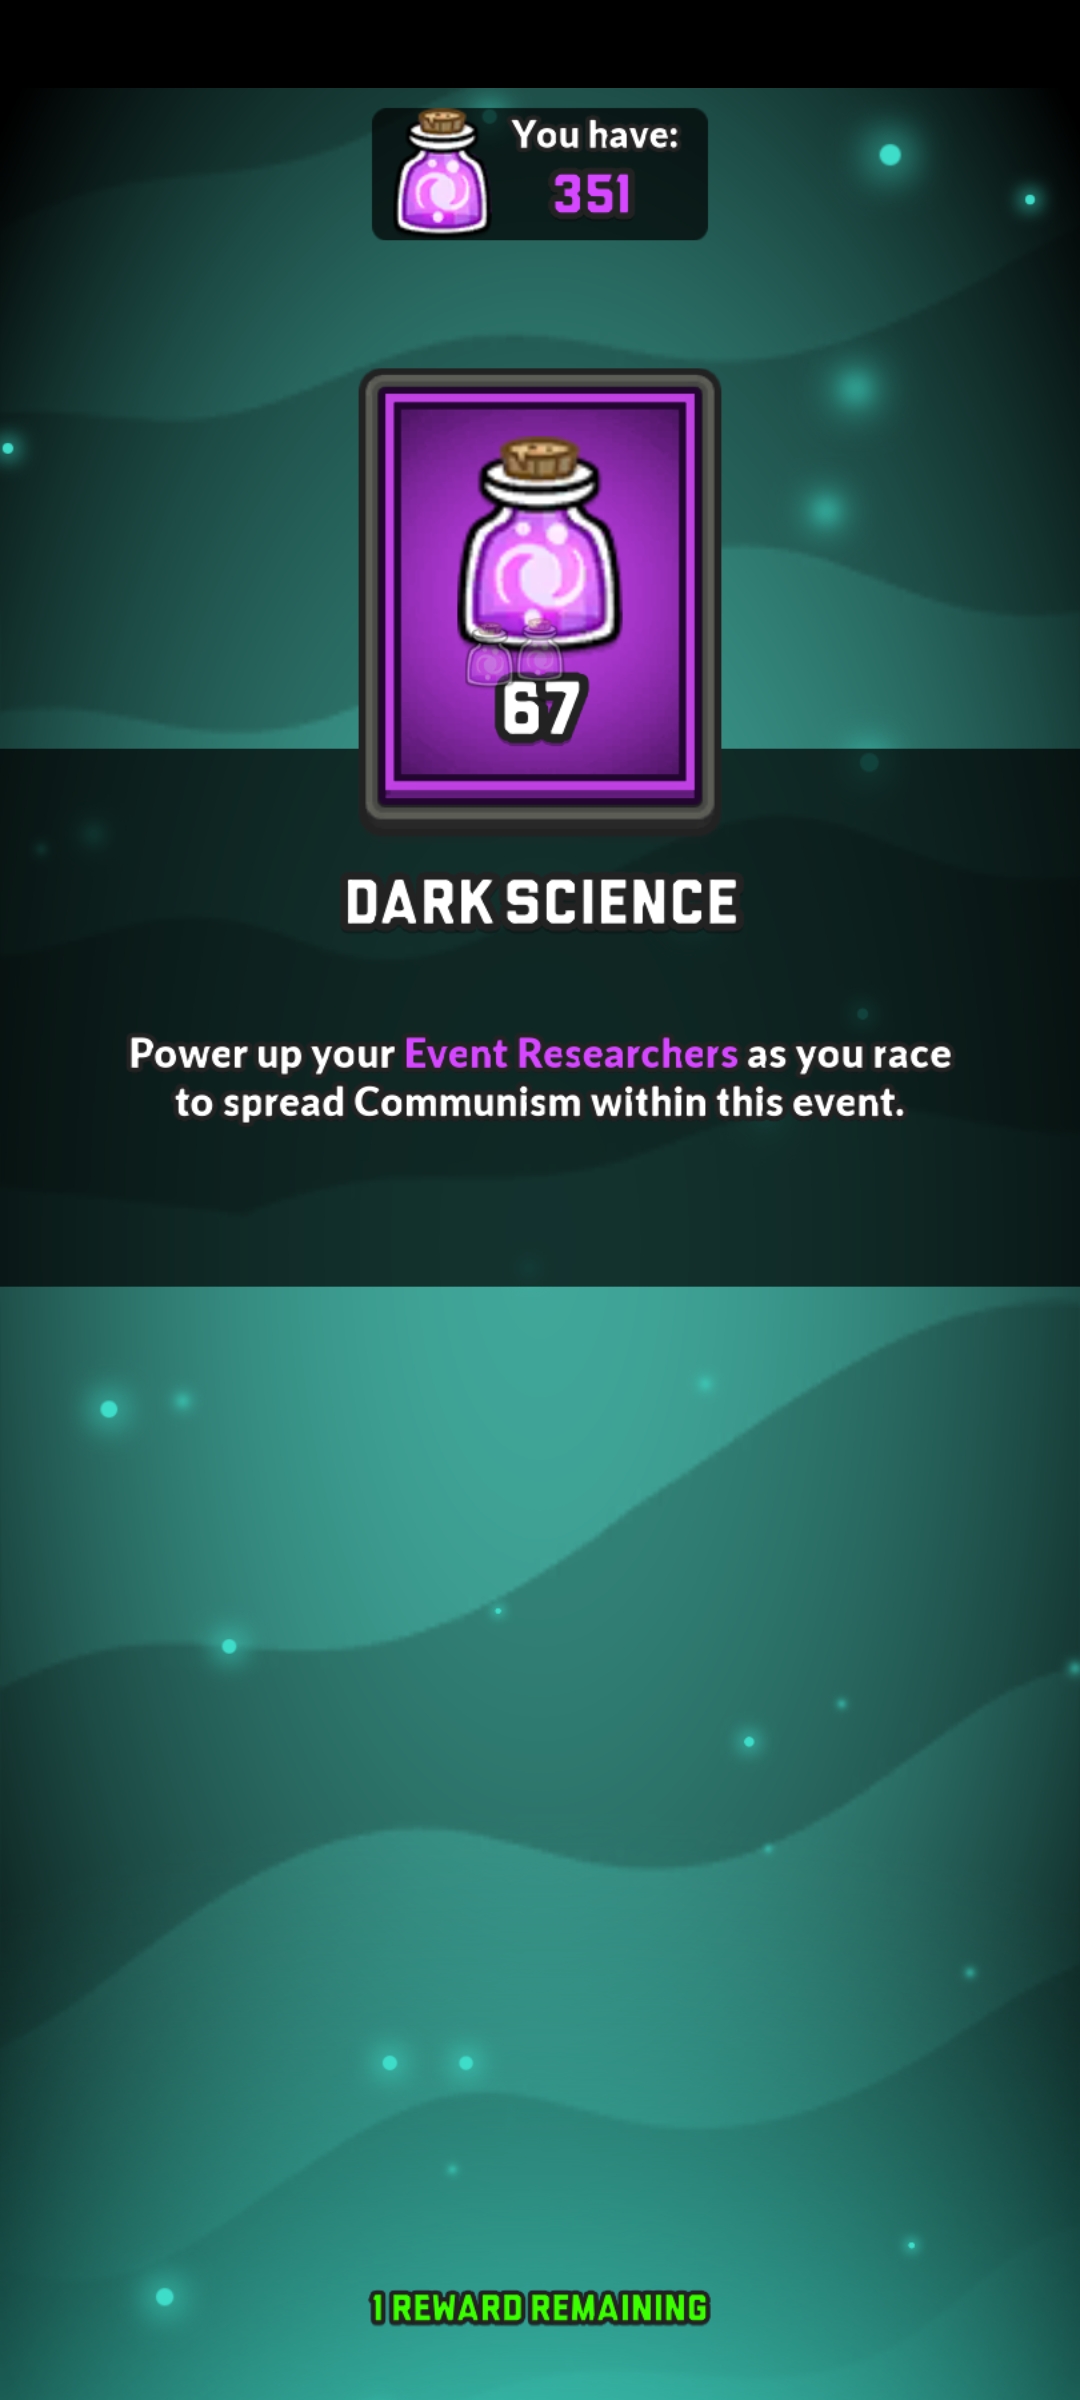 You have:
351
67
DARK SCIENCE
Power up your Event Researchers as you race
to spread Communism within this event.
1 REWARD REMAINING